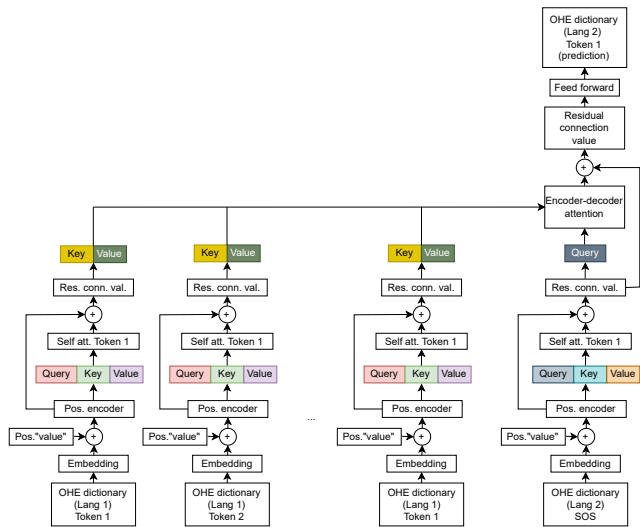 OHE dictionary
(Lang 2)
Token 1
(prediction)
Feed forward
Residual
connection
value
+
Encoder-decoder
attention
Key Value
Key Value
Key Value
Query
Res. conn. val.
Res. conn. val.
Res. conn. val.
Res. conn. val.
+
+
+
+
Self att. Token 1
Self att. Token 1
Self att. Token 1
Self att. Token 1
Query Key Value
Query Key Value
Query Key Value
Query Key Value
Pos. encoder
Pos. encoder
Pos. encoder
Pos. encoder
...
Pos."value"
+
Pos."value"
+
Pos."value"
+
Pos."value"
+
Embedding
Embedding
Embedding
Embedding
OHE dictionary
(Lang 1)
Token 1
OHE dictionary
(Lang 1)
Token 2
OHE dictionary
(Lang 1)
Token 1
OHE dictionary
(Lang 2)
SOS